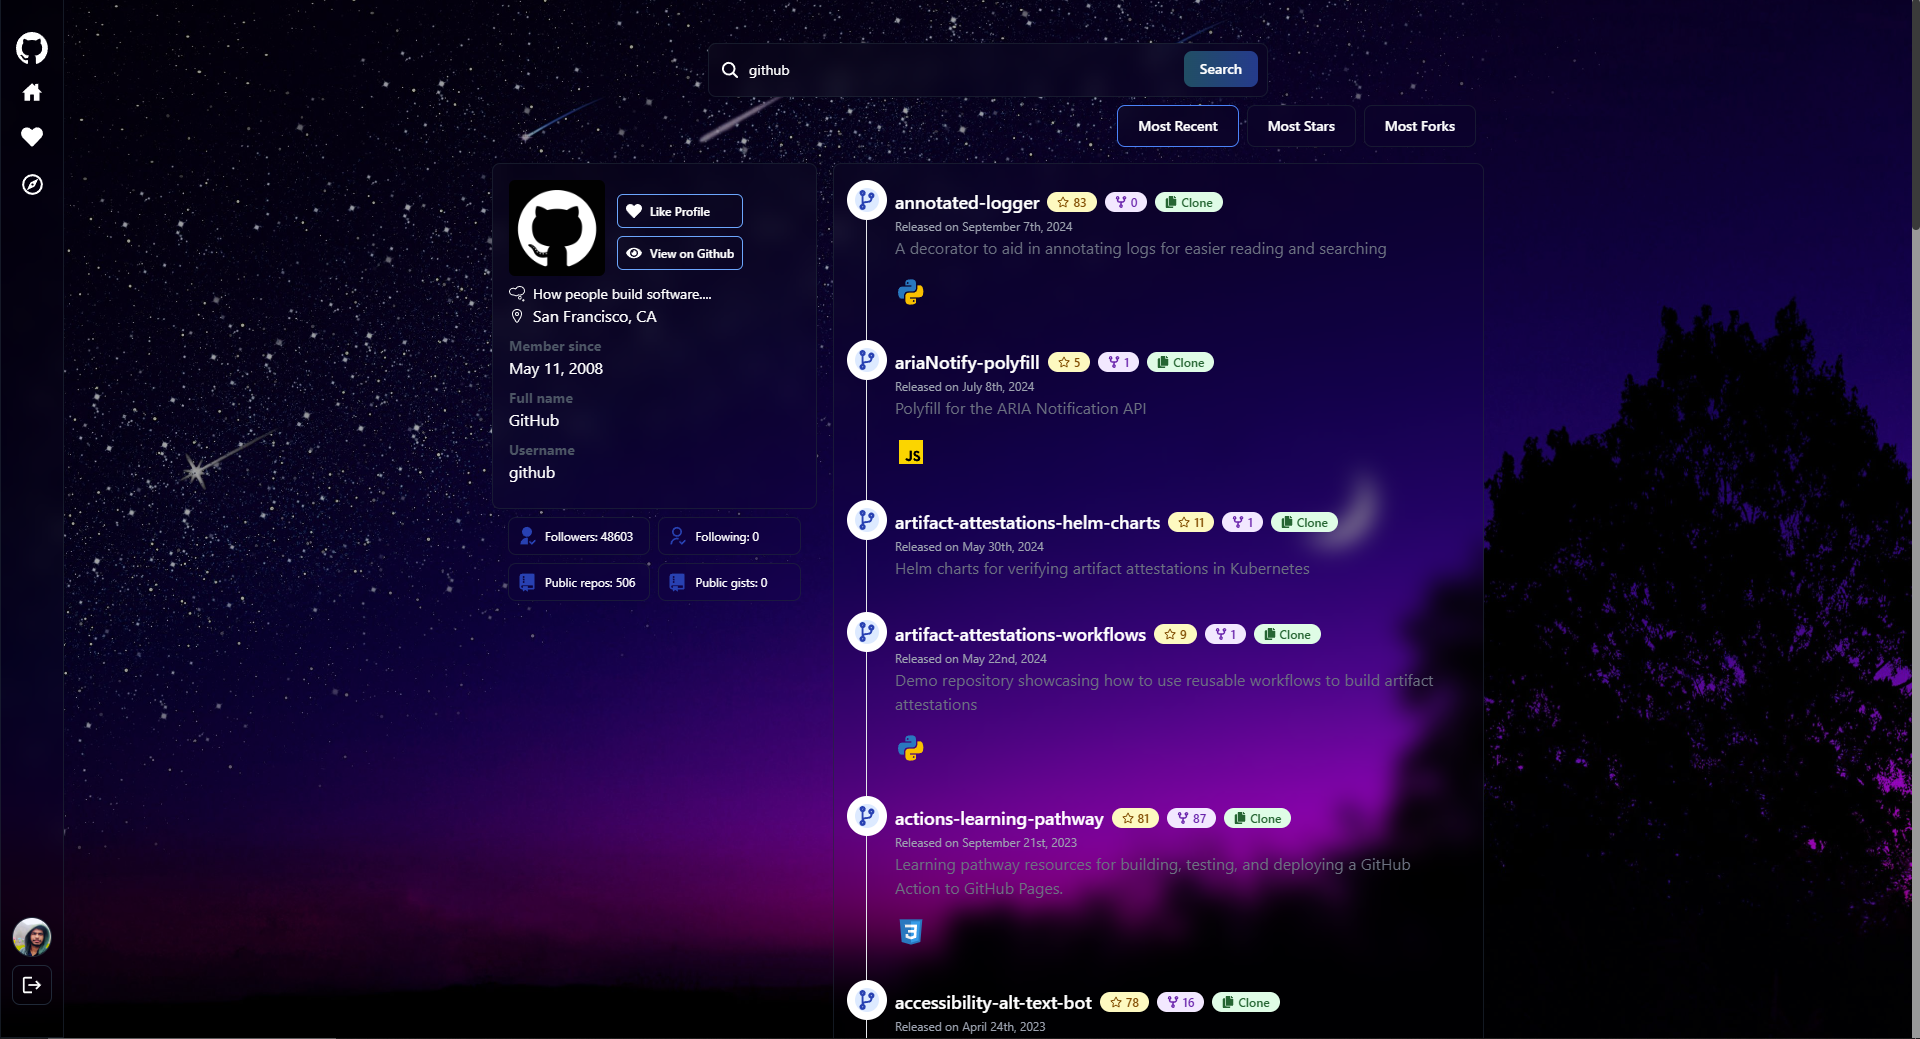 github
Search
Most Recent
Most Stars
Most Forks
Like Profile
View on Github
How people build software....
San Francisco, CA
Member since
May 11, 2008
Full name
GitHub
Username
github
Followers: 48603
Following: 0
Public repos: 506
Public gists: 0
annotated-logger 83 0 Clone
Released on September 7th, 2024
A decorator to aid in annotating logs for easier reading and searching
ariaNotify-polyfill 5 1 Clone
Released on July 8th, 2024
Polyfill for the ARIA Notification API
JS
artifact-attestations-helm-charts 11 1 Clone
Released on May 30th, 2024
Helm charts for verifying artifact attestations in Kubernetes
artifact-attestations-workflows 9 1 Clone
Released on May 22nd, 2024
Demo repository showcasing how to use reusable workflows to build artifact
attestations
actions-learning-pathway 81 87 Clone
Released on September 21st, 2023
Learning pathway resources for building, testing, and deploying a GitHub
Action to GitHub Pages.
3
accessibility-alt-text-bot 78 16 Clone
Released on April 24th, 2023